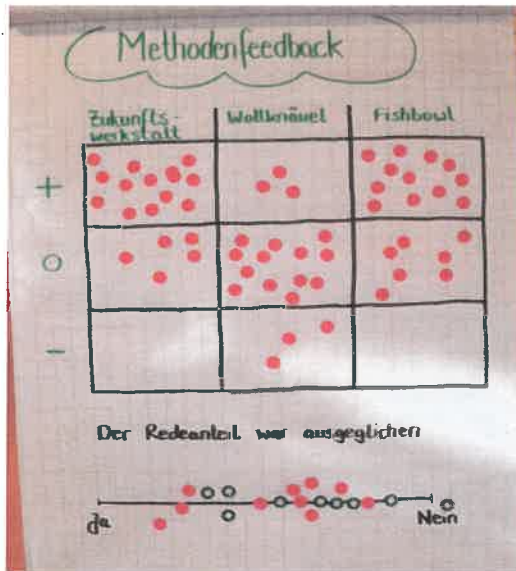 Methodenfeedback
Zukunfts-
werkstatt
Wollknäuel
Fishbowl
+
O
-
Der Redeanteil war ausgeglichen
Ja
Nein